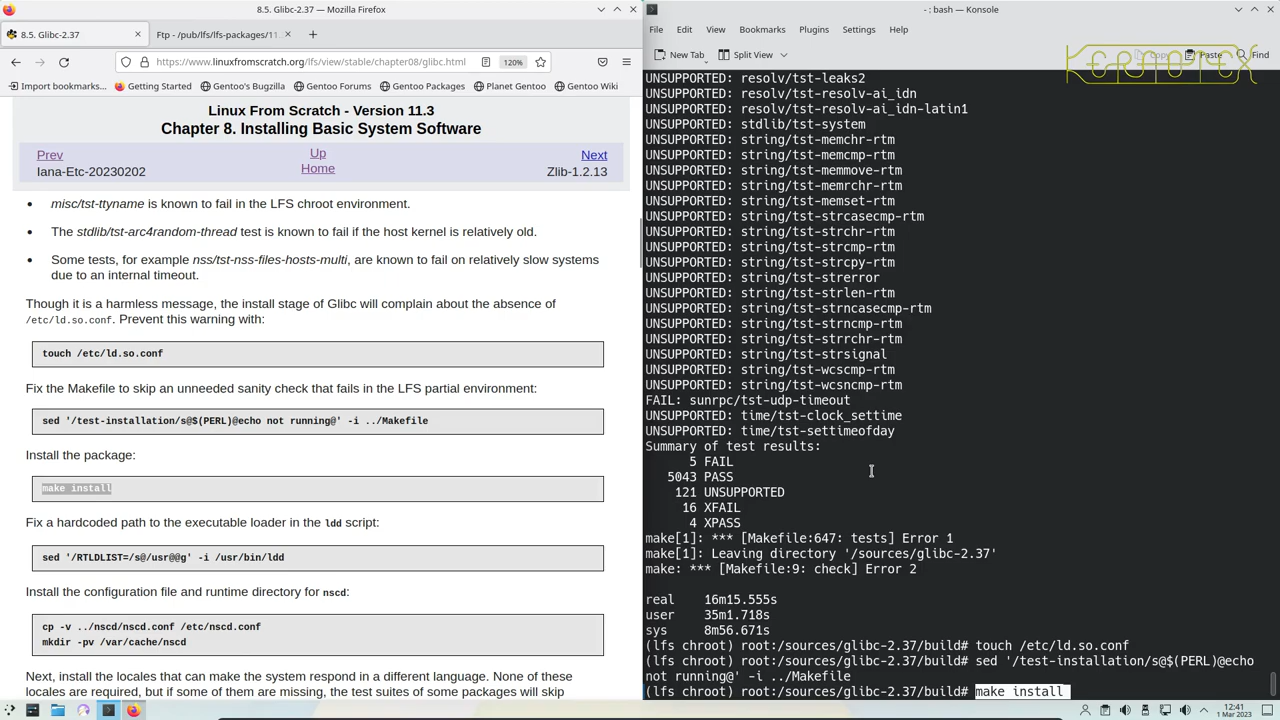 8.5. Glibc-2.37 — Mozilla Firefox
8.5. Glibc-2.37
Ftp - /pub/lfs/lfs-packages/11.
https://www.linuxfromscratch.org/lfs/view/stable/chapter08/glibc.html
120%
Import bookmarks...
Getting Started
Gentoo's Bugzilla
Gentoo Forums
Gentoo Packages
Planet Gentoo
Gentoo Wiki
Linux From Scratch - Version 11.3
Chapter 8. Installing Basic System Software
Prev
Up
Next
Iana-Etc-20230202
Home
Zlib-1.2.13
• misc/tst-ttyname is known to fail in the LFS chroot environment.
• The stdlib/tst-arc4random-thread test is known to fail if the host kernel is relatively old.
• Some tests, for example nss/tst-nss-files-hosts-multi, are known to fail on relatively slow systems
due to an internal timeout.
Though it is a harmless message, the install stage of Glibc will complain about the absence of
/etc/ld.so.conf. Prevent this warning with:
touch /etc/ld.so.conf
Fix the Makefile to skip an unneeded sanity check that fails in the LFS partial environment:
sed '/test-installation/s@$(PERL)@echo not running@' -i ../Makefile
Install the package:
make install
Fix a hardcoded path to the executable loader in the ldd script:
sed '/RTLDLIST=/s@/usr@@g' -i /usr/bin/ldd
Install the configuration file and runtime directory for nscd:
cp -v ../nscd/nscd.conf /etc/nscd.conf
mkdir -pv /var/cache/nscd
Next, install the locales that can make the system respond in a different language. None of these
locales are required, but if some of them are missing, the test suites of some packages will skip
- : bash — Konsole
File
Edit
View
Bookmarks
Plugins
Settings
Help
New Tab
Split View
Copy
Paste
Find
KERNOTEX
UNSUPPORTED: resolv/tst-leaks2
UNSUPPORTED: resolv/tst-resolv-ai_idn
UNSUPPORTED: resolv/tst-resolv-ai_idn-latin1
UNSUPPORTED: stdlib/tst-system
UNSUPPORTED: string/tst-memchr-rtm
UNSUPPORTED: string/tst-memcmp-rtm
UNSUPPORTED: string/tst-memmove-rtm
UNSUPPORTED: string/tst-memrchr-rtm
UNSUPPORTED: string/tst-memset-rtm
UNSUPPORTED: string/tst-strcasecmp-rtm
UNSUPPORTED: string/tst-strchr-rtm
UNSUPPORTED: string/tst-strcmp-rtm
UNSUPPORTED: string/tst-strcpy-rtm
UNSUPPORTED: string/tst-strerror
UNSUPPORTED: string/tst-strlen-rtm
UNSUPPORTED: string/tst-strncasecmp-rtm
UNSUPPORTED: string/tst-strncmp-rtm
UNSUPPORTED: string/tst-strrchr-rtm
UNSUPPORTED: string/tst-strsignal
UNSUPPORTED: string/tst-wcscmp-rtm
UNSUPPORTED: string/tst-wcsncmp-rtm
FAIL: sunrpc/tst-udp-timeout
UNSUPPORTED: time/tst-clock_settime
UNSUPPORTED: time/tst-settimeofday
Summary of test results:
5 FAIL
5043 PASS
121 UNSUPPORTED
16 XFAIL
4 XPASS
make[1]: *** [Makefile:647: tests] Error 1
make[1]: Leaving directory '/sources/glibc-2.37'
make: *** [Makefile:9: check] Error 2
real 16m15.555s
user 35m1.718s
sys 8m56.671s
(lfs chroot) root:/sources/glibc-2.37/build# touch /etc/ld.so.conf
(lfs chroot) root:/sources/glibc-2.37/build# sed '/test-installation/s@$(PERL)@echo
not running@' -i ../Makefile
(lfs chroot) root:/sources/glibc-2.37/build# make install
12:41
1 Mar 2023